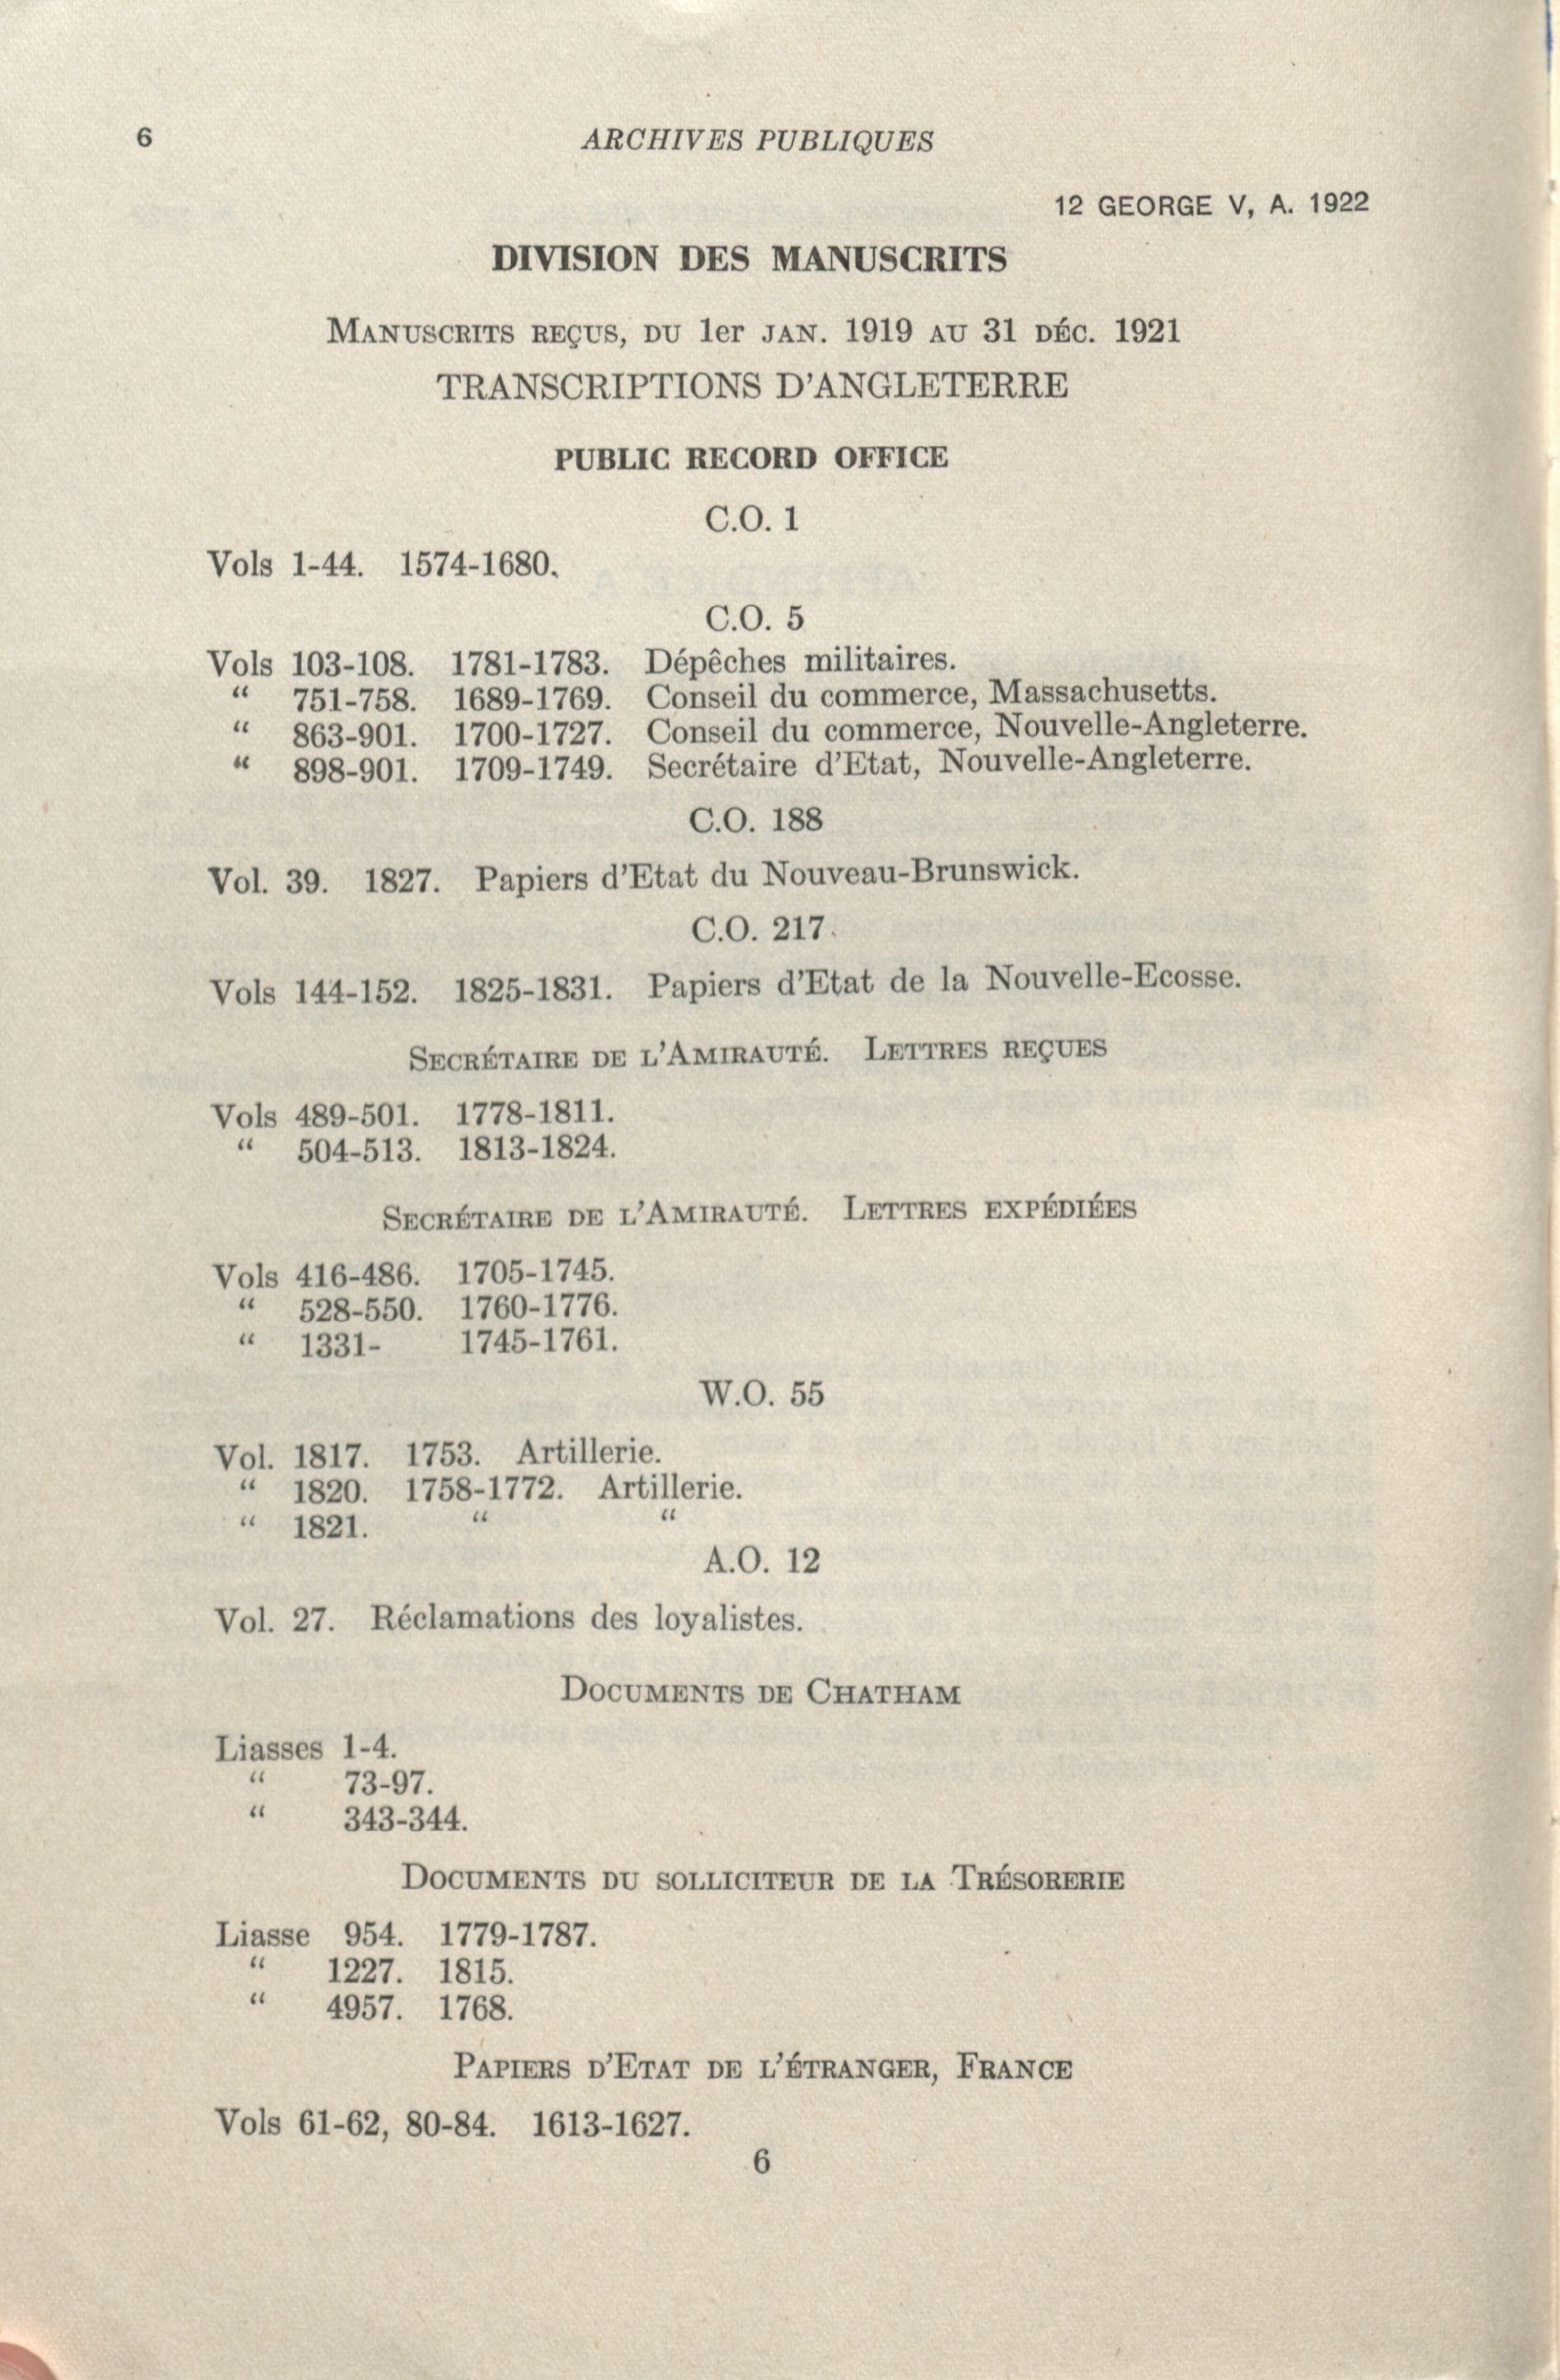 6 ARCHIVES PUBLIQUES
12 GEORGE V, A. 1922
DIVISION DES MANUSCRITS
MANUSCRITS REÇUS, DU 1er JAN. 1919 AU 31 DÉC. 1921
TRANSCRIPTIONS D'ANGLETERRE
PUBLIC RECORD OFFICE
C.O. 1
Vols 1-44. 1574-1680.
C.O. 5
Vols 103-108. 1781-1783. Dépêches militaires.
" 751-758. 1689-1769. Conseil du commerce, Massachusetts.
" 863-901. 1700-1727. Conseil du commerce, Nouvelle-Angleterre.
" 898-901. 1709-1749. Secrétaire d'Etat, Nouvelle-Angleterre.
C.O. 188
Vol. 39. 1827. Papiers d'Etat du Nouveau-Brunswick.
C.O. 217.
Vols 144-152. 1825-1831. Papiers d'Etat de la Nouvelle-Ecosse.
SECRÉTAIRE DE L'AMIRAUTÉ. LETTRES REÇUES
Vols 489-501. 1778-1811.
" 504-513. 1813-1824.
SECRÉTAIRE DE L'AMIRAUTÉ. LETTRES EXPÉDIÉES
Vols 416-486. 1705-1745.
" 528-550. 1760-1776.
" 1331- 1745-1761.
W.O. 55
Vol. 1817. 1753. Artillerie.
" 1820. 1758-1772. Artillerie.
" 1821. " "
A.O. 12
Vol. 27. Réclamations des loyalistes.
DOCUMENTS DE CHATHAM
Liasses 1-4.
" 73-97.
" 343-344.
DOCUMENTS DU SOLLICITEUR DE LA TRÉSORERIE
Liasse 954. 1779-1787.
" 1227. 1815.
" 4957. 1768.
PAPIERS D'ETAT DE L'ÉTRANGER, FRANCE
Vols 61-62, 80-84. 1613-1627.
6